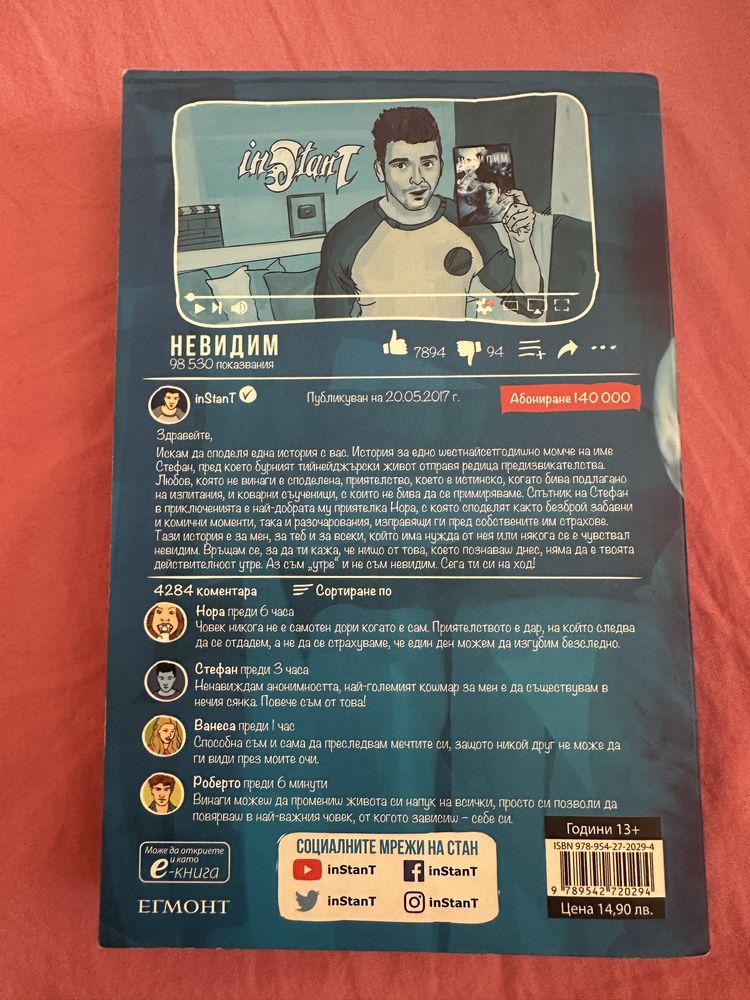 inStanT
НЕВИДИМ
НЕВИДИМ
7894
94
98 530 показвания
inStanT
Публикуван на 20.05.2017 г.
Абониране 140 000
Здравейте,
Искам да споделя една история с вас. История за едно шестнайсетгодишно момче на име
Стефан, пред което бурният тийнейджърски живот отправя редица предизвикателства.
Любов, която не винаги е споделена, приятелство, което е истинско, когато бива подлагано
на изпитания, и коварни съученици, с които не бива да се примиряваме. Спътник на Стефан
в приключенията е най-добрата му приятелка Нора, с която споделят както безброй забавни
и комични моменти, така и разочарования, изправящи ги пред собствените им страхове.
Тази история е за мен, за теб и за всеки, който има нужда от нея или някога се е чувствал
невидим. Връщам се, за да ти кажа, че нищо от това, което познаваш днес, няма да е твоята
действителност утре. Аз съм „утре" и не съм невидим. Сега ти си на ход!
4284 коментара
Сортиране по
Нора преди 6 часа
Човек никога не е самотен дори когато е сам. Приятелството е дар, на който следва
да се отдадем, а не да се страхуваме, че един ден можем да изгубим безследно.
Стефан преди 3 часа
Ненавиждам анонимността, най-големият кошмар за мен е да съществувам в
нечия сянка. Повече съм от това!
Ванеса преди 1 час
Способна съм и сама да преследвам мечтите си, защото никой друг не може да
ги види през моите очи.
Роберто преди 6 минути
Винаги можеш да промениш живота си напук на всички, просто си позволи да
повярваш в най-важния човек, от когото зависиш – себе си.
Може да откриете
и като
е-книга
ЕГМОНТ
СОЦИАЛНИТЕ МРЕЖИ НА СТАН
inStanT
inStanT
inStanT
inStanT
Години 13+
ISBN 978-954-27-2029-4
9 789542 720294
Цена 14,90 лв.